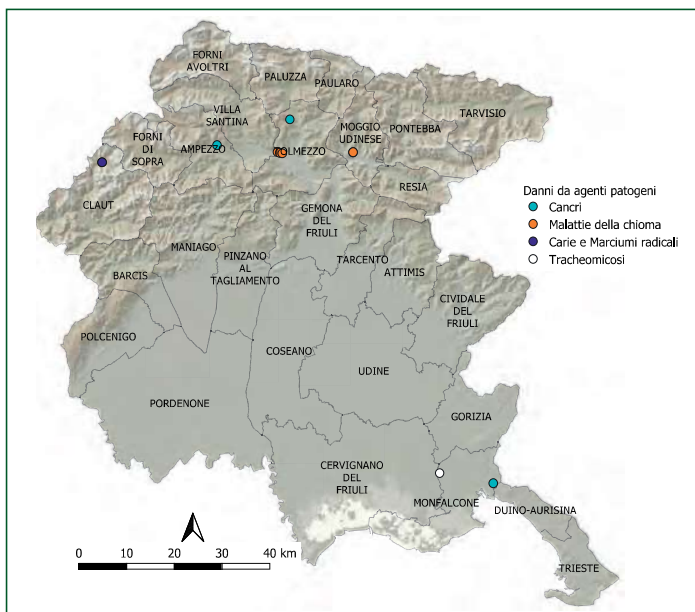 FORNI
AVOLTRI
PALUZZA
PAULARO
TARVISIO
VILLA
SANTINA
MOGGIO
UDINESE
PONTEBBA
FORNI
DI
SOPRA
AMPEZZO
OLMEZZO
RESIA
CLAUT
GEMONA
DEL
FRIULI
MANIAGO
PINZANO
AL
TAGLIAMENTO
TARCENTO
ATTIMIS
BARCIS
CIVIDALE
DEL
FRIULI
POLCENIGO
COSEANO
UDINE
PORDENONE
GORIZIA
CERVIGNANO
DEL
FRIULI
MONFALCONE
DUINO-AURISINA
TRIESTE
Danni da agenti patogeni
Cancri
Malattie della chioma
Carie e Marciumi radicali
Tracheomicosi
0 10 20 30 40 km